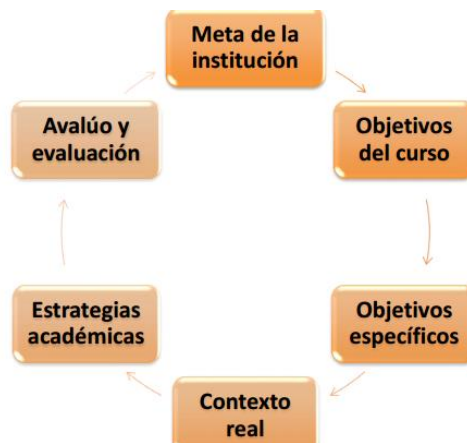 Meta de la
institución
Objetivos
del curso
Objetivos
específicos
Contexto
real
Estrategias
académicas
Avalúo y
evaluación